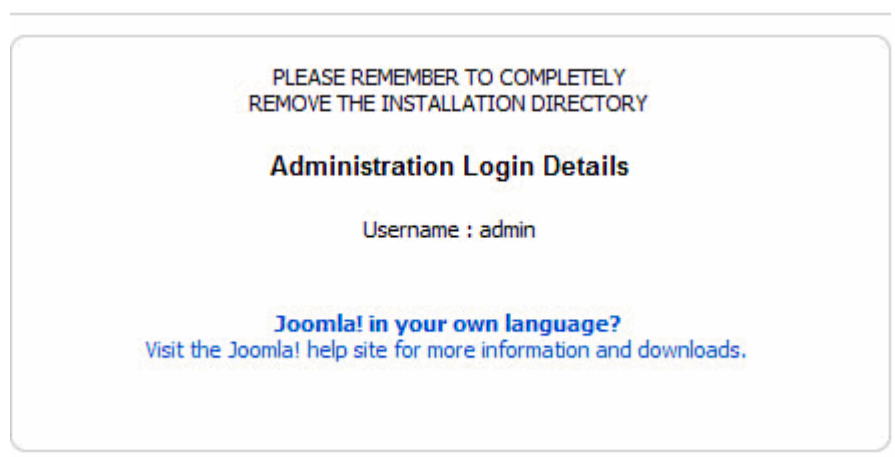 PLEASE REMEMBER TO COMPLETELY
REMOVE THE INSTALLATION DIRECTORY
Administration Login Details
Username : admin
Joomla! in your own language?
Visit the Joomla! help site for more information and downloads.